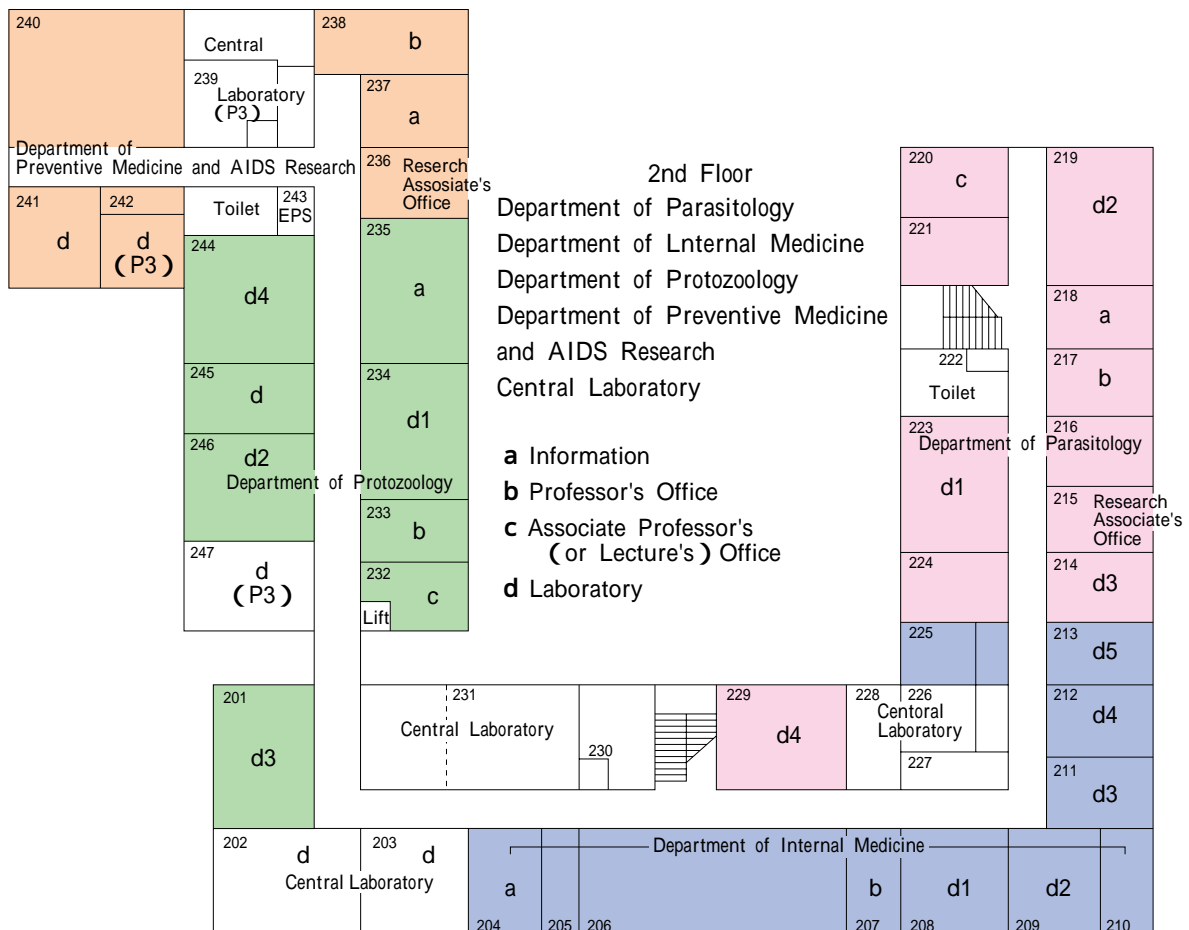 240
Central
238
b
239
Laboratory
(P3)
237
a
Department of
Preventive Medicine and AIDS Research
236
Reserch
Assosiate's
Office
241
d
242
d
(P3)
Toilet
243
EPS
244
d4
235
a
245
d
234
d1
246
d2
Department of Protozoology
233
b
247
d
(P3)
232
c
Lift
2nd Floor
Department of Parasitology
Department of Lnternal Medicine
Department of Protozoology
Department of Preventive Medicine
and AIDS Research
Central Laboratory
a Information
b Professor's Office
c Associate Professor's
(or Lecture's) Office
d Laboratory
220
c
219
d2
221
218
a
222
Toilet
217
b
223
216
Department of Parasitology
d1
215
Research
Associate's
Office
224
214
d3
225
213
d5
201
d3
231
Central Laboratory
230
229
d4
228
226
Centoral
Laboratory
227
212
d4
211
d3
202
d
203
d
Central Laboratory
Department of Internal Medicine
a
b
d1
d2
204
205
206
207
208
209
210